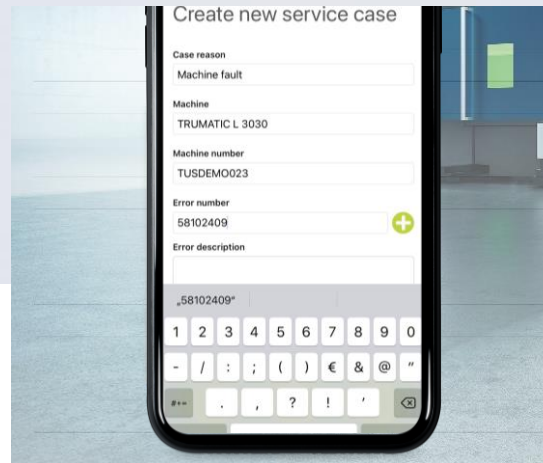 Create new service case
Case reason
Machine fault
Machine
TRUMATIC L 3030
Machine number
TUSDEMO023
Error number
58102409
Error description
„58102409“
1 2 3 4 5 6 7 8 9 0
- / : ; ( ) € & @ "
#+= . , ? ! '